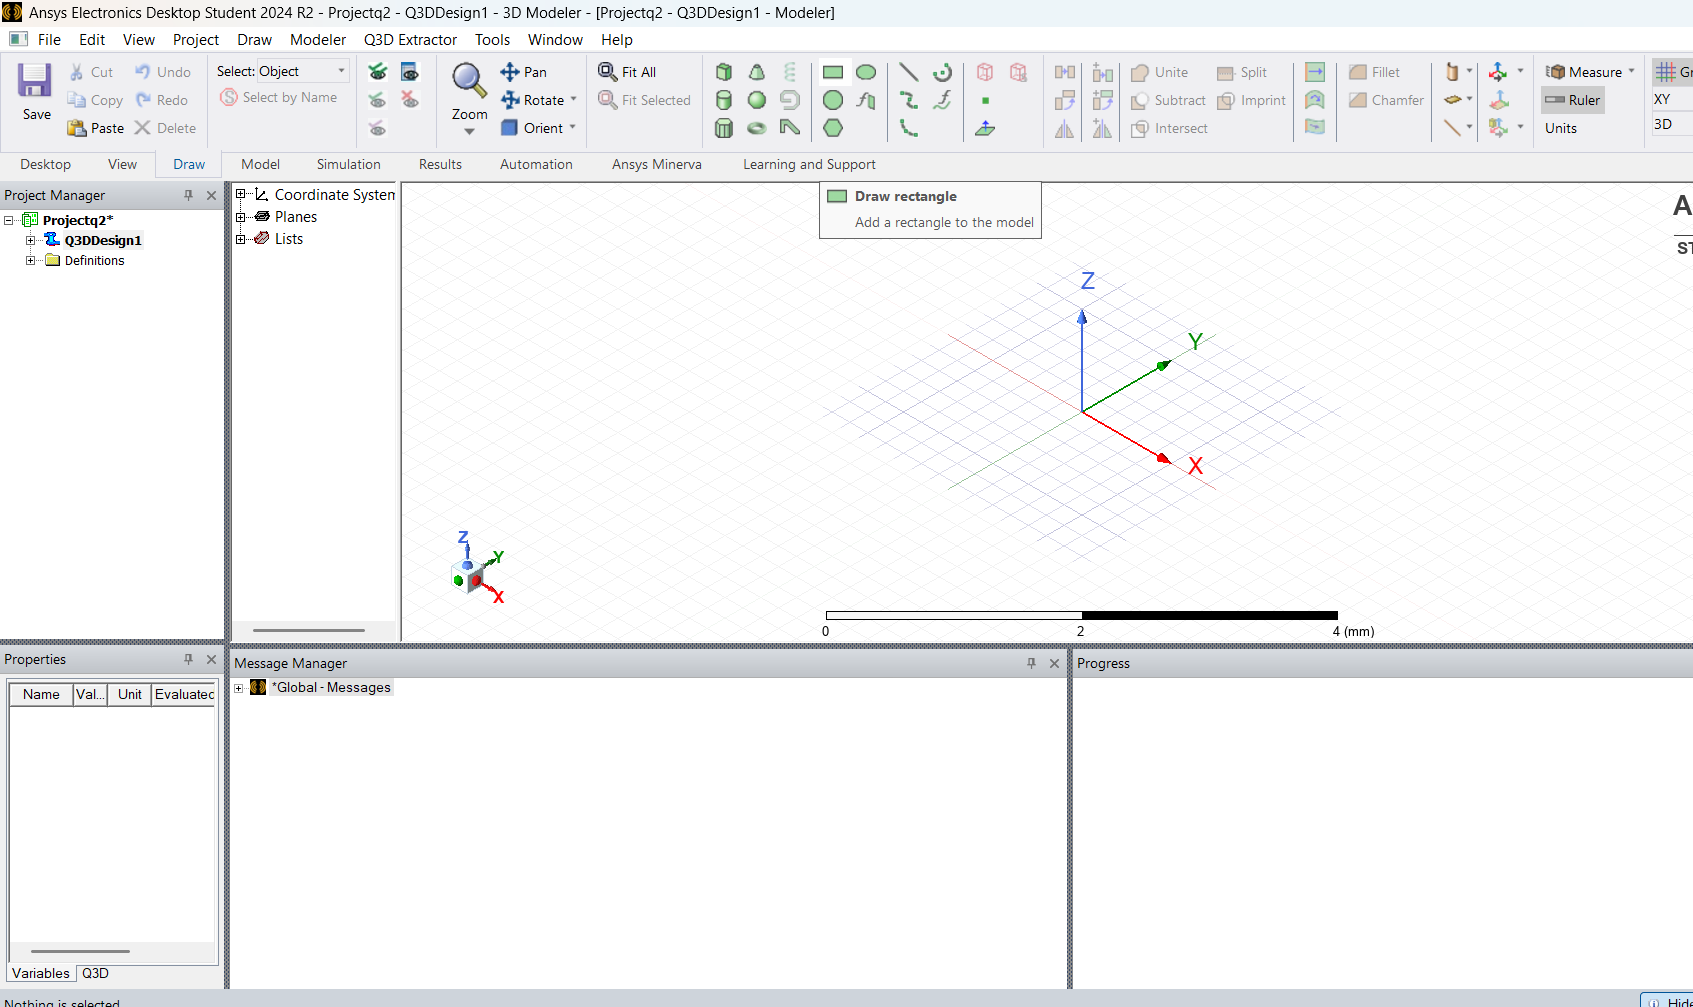 Ansys Electronics Desktop Student 2024 R2 - Projectq2 - Q3DDesign1 - 3D Modeler - [Projectq2 - Q3DDesign1 - Modeler]
File Edit View Project Draw Modeler Q3D Extractor Tools Window Help
Save
Cut
Copy
Paste
Undo
Redo
Delete
Select: Object
Select by Name
Zoom
Pan
Rotate
Orient
Fit All
Fit Selected
Unite
Subtract
Intersect
Split
Imprint
Fillet
Chamfer
Measure
Ruler
Units
Gr
XY
3D
Desktop View Draw Model Simulation Results Automation Ansys Minerva Learning and Support
Draw rectangle
Add a rectangle to the model
Project Manager
Projectq2*
Q3DDesign1
Definitions
Coordinate System
Planes
Lists
A
ST
Z
Y
X
Z
Y
X
0 2 4 (mm)
Properties
Name Val... Unit Evaluated
Variables Q3D
Message Manager
*Global - Messages
Progress
Nothing is selected
Hide